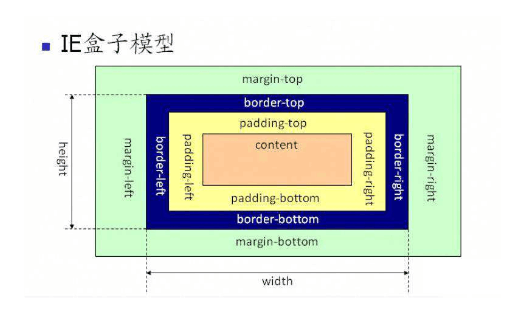 IE盒子模型
margin-top
border-top
padding-top
content
height
margin-left
border-left
padding-left
padding-right
border-right
margin-right
padding-bottom
border-bottom
margin-bottom
width